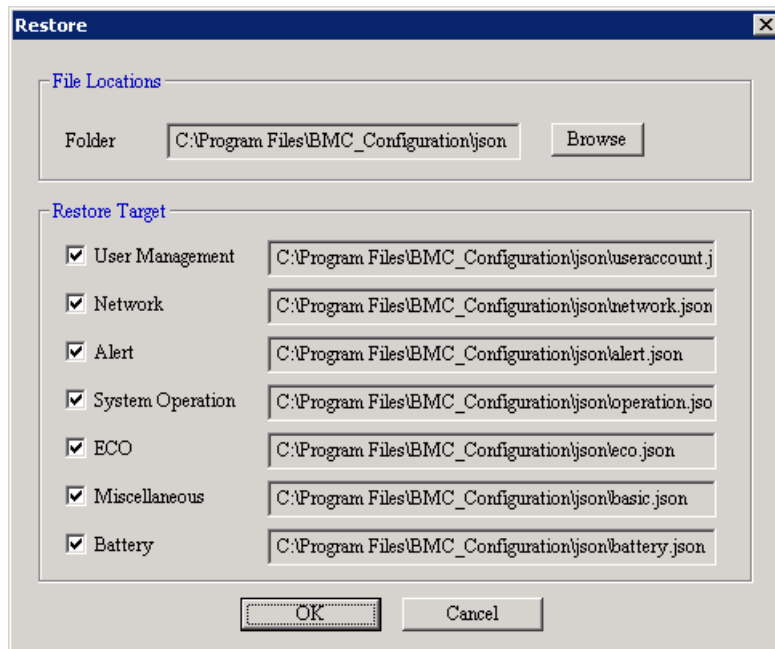 Restore
File Locations
Folder C:\Program Files\BMC_Configuration\json Browse
Restore Target
User Management C:\Program Files\BMC_Configuration\json\useraccount.j
Network C:\Program Files\BMC_Configuration\json\network.json
Alert C:\Program Files\BMC_Configuration\json\alert.json
System Operation C:\Program Files\BMC_Configuration\json\operation.jso
ECO C:\Program Files\BMC_Configuration\json\eco.json
Miscellaneous C:\Program Files\BMC_Configuration\json\basic.json
Battery C:\Program Files\BMC_Configuration\json\battery.json
OK Cancel